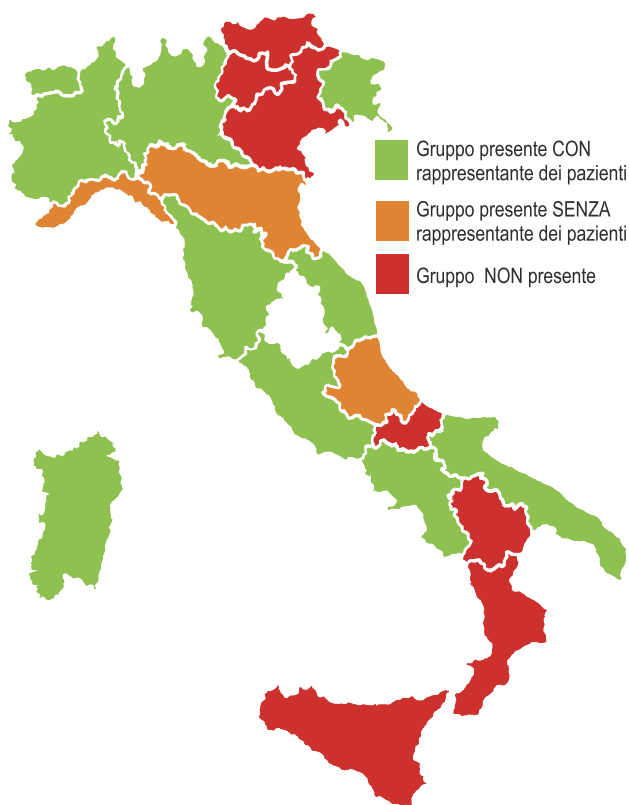 Gruppo presente CON
rappresentante dei pazienti
Gruppo presente SENZA
rappresentante dei pazienti
Gruppo NON presente